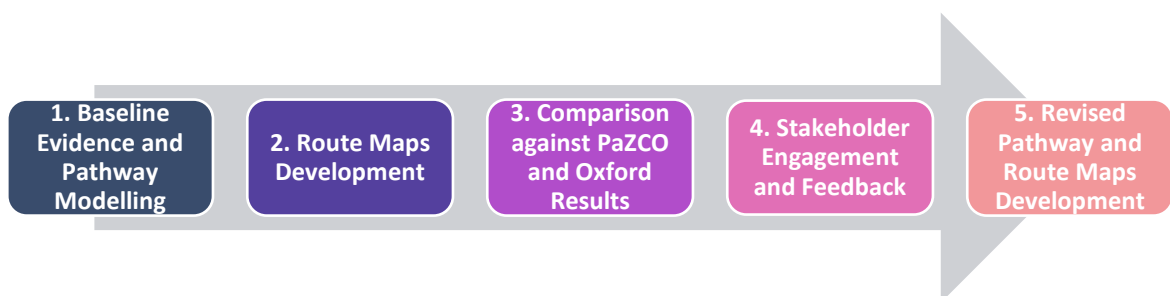 1. Baseline
Evidence and
Pathway
Modelling
2. Route Maps
Development
3. Comparison
against PaZCO
and Oxford
Results
4. Stakeholder
Engagement
and Feedback
5. Revised
Pathway and
Route Maps
Development